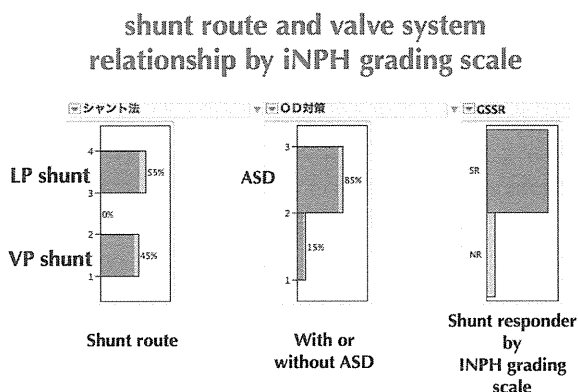 shunt route and valve system
relationship by iNPH grading scale
シャント法
OD対策
GSSR
4
LP shunt
55%
3
0%
2
VP shunt
45%
1
3
ASD
85%
2
15%
1
SR
NR
Shunt route
With or
without ASD
Shunt responder
by
INPH grading
scale